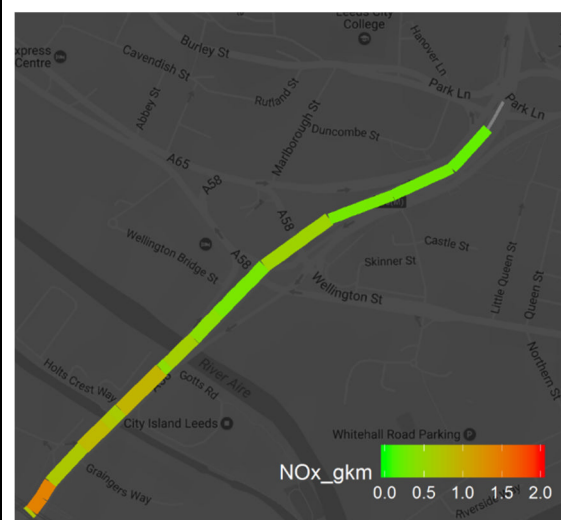 Leeds City
College
xpress
Centre
Burley St
Hanover Ln
Cavendish St
Park Ln
Park Ln
Abbey St
Rutland St
Marlborough St
Duncombe St
A65
A58
A58
A58
Castle St
Skinner St
Wellington Bridge St
Wellington St
Little Queen St
Queen St
Northern St
River Aire
Gotts Rd
Holts Crest Way
City Island Leeds
Whitehall Road Parking
Graingers Way
NOx_gkm
0.0 0.5 1.0 1.5 2.0
Riverside